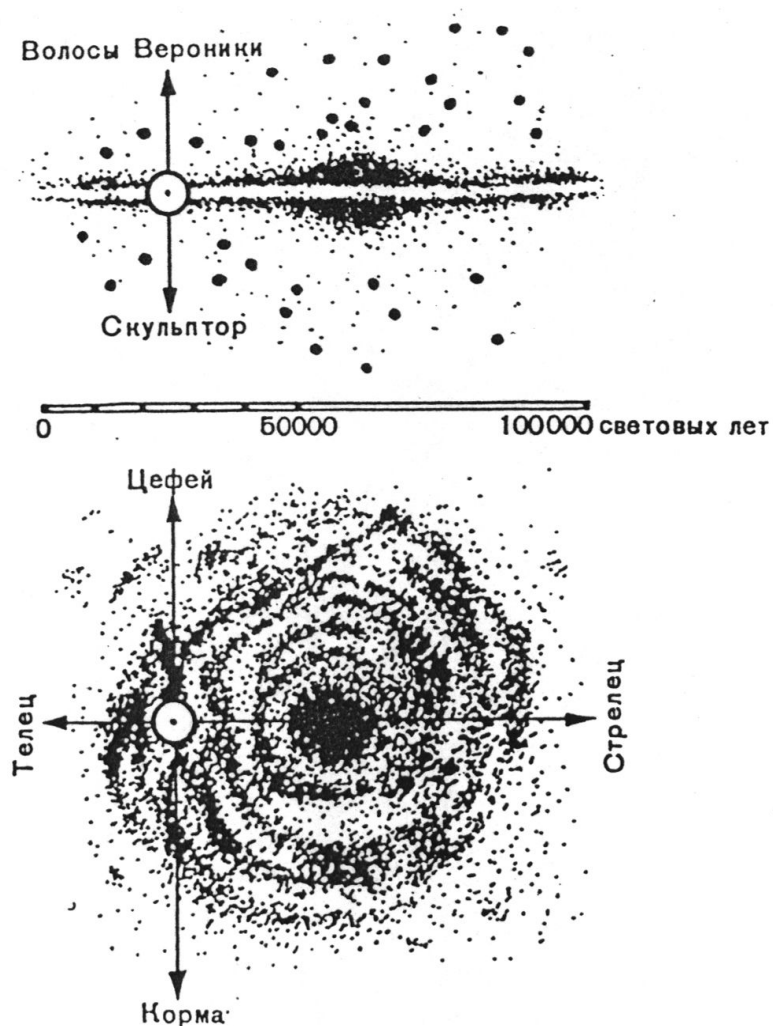 Волосы Вероники
Скульптор
0 50000 100000 световых лет
Цефей
Телец
Стрелец
Корма